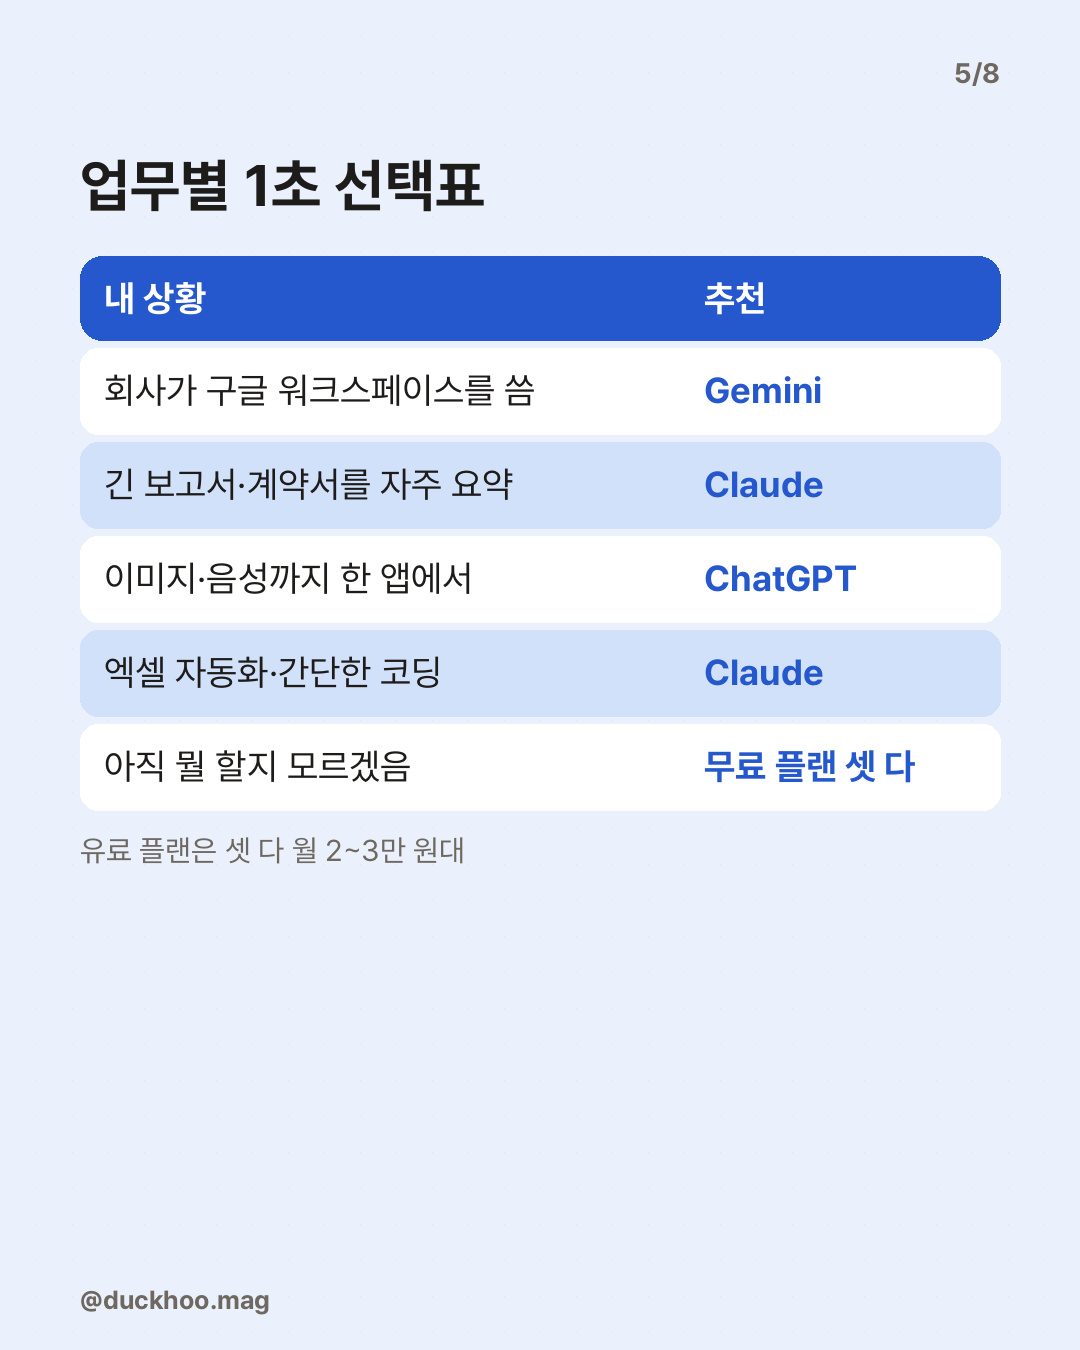 5/8
업무별 1초 선택표
내 상황 추천
회사가 구글 워크스페이스를 씀 Gemini
긴 보고서·계약서를 자주 요약 Claude
이미지·음성까지 한 앱에서 ChatGPT
엑셀 자동화·간단한 코딩 Claude
아직 뭘 할지 모르겠음 무료 플랜 셋 다
유료 플랜은 셋 다 월 2~3만 원대
@duckhoo.mag